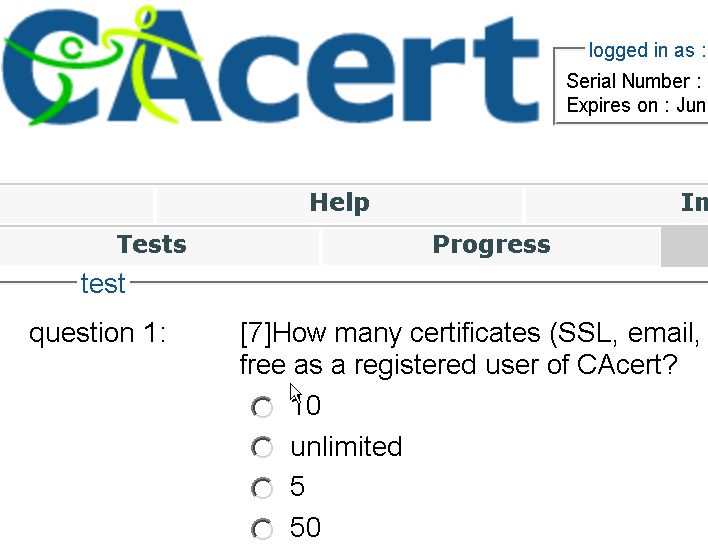 CAcert
logged in as :
Serial Number :
Expires on : Jun
Help
In
Tests
Progress
test
question 1:
[7]How many certificates (SSL, email,
free as a registered user of CAcert?
10
unlimited
5
50